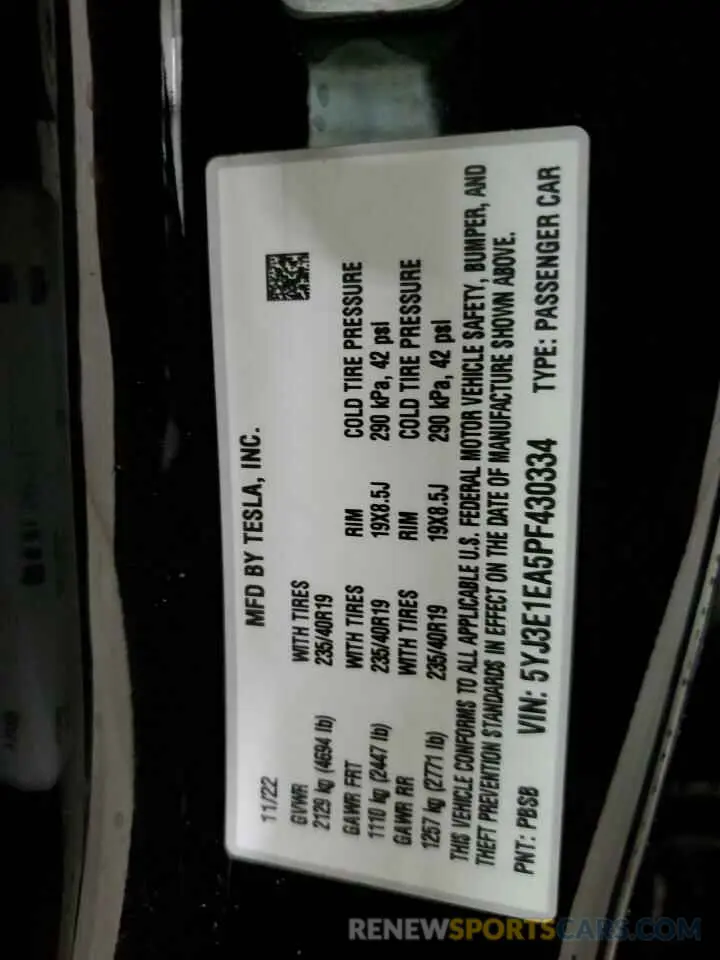 MFD BY TESLA, INC.
11/22
GVWR WITH TIRES
2129 kg (4694 lb) 235/40R19
GAWR FRT WITH TIRES RIM COLD TIRE PRESSURE
1110 kg (2447 lb) 235/40R19 19X8.5J 290 kPa, 42 psi
GAWR RR WITH TIRES RIM COLD TIRE PRESSURE
1257 kg (2771 lb) 235/40R19 19X8.5J 290 kPa, 42 psi
THIS VEHICLE CONFORMS TO ALL APPLICABLE U.S. FEDERAL MOTOR VEHICLE SAFETY, BUMPER, AND
THEFT PREVENTION STANDARDS IN EFFECT ON THE DATE OF MANUFACTURE SHOWN ABOVE.
PNT: PBSB VIN: 5YJ3E1EA5PF430334 TYPE: PASSENGER CAR
RENEWSPORTSCARS.COM